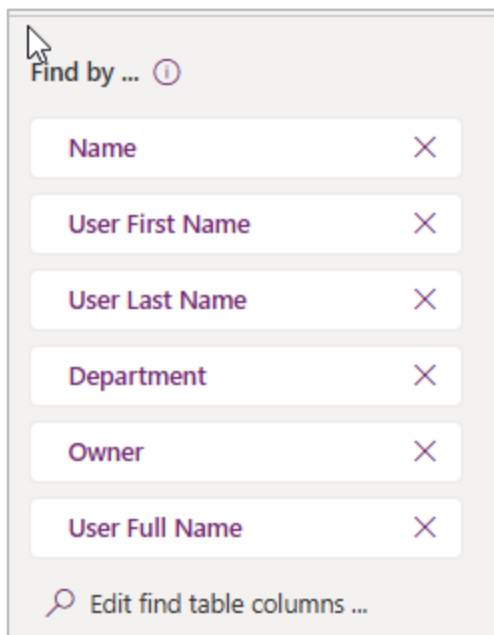 Find by ...
Name
User First Name
User Last Name
Department
Owner
User Full Name
Edit find table columns ...